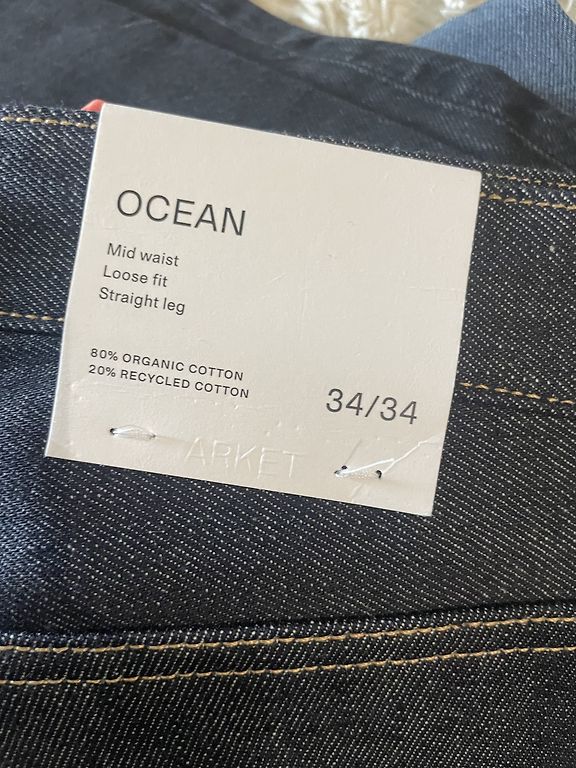 OCEAN
Mid waist
Loose fit
Straight leg
80% ORGANIC COTTON
20% RECYCLED COTTON
34/34
ARKET